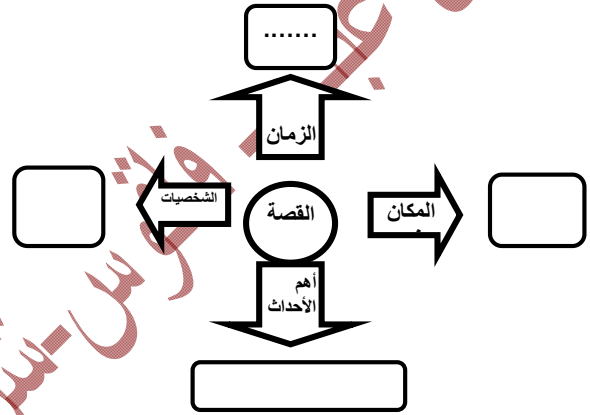 .......
الزمان
الشخصيات
القصة
المكان
أهم
الأحداث